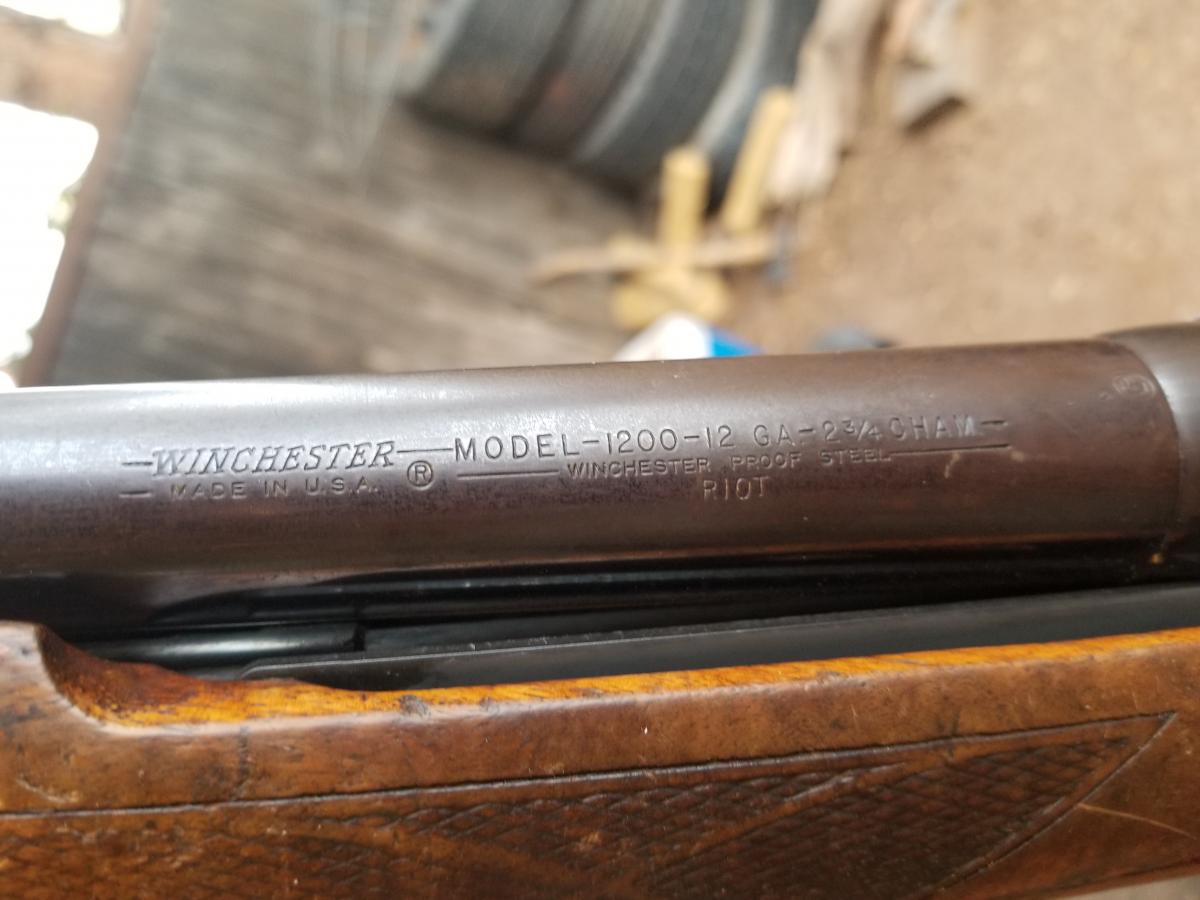 WINCHESTER ® MODEL-1200-12 GA-2¾ CHAM
MADE IN U.S.A. WINCHESTER PROOF STEEL
RIOT